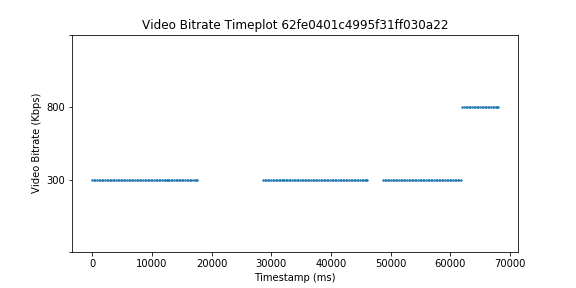 Video Bitrate Timeplot 62fe0401c4995f31ff030a22
Video Bitrate (Kbps)
800
300
0 10000 20000 30000 40000 50000 60000 70000
Timestamp (ms)